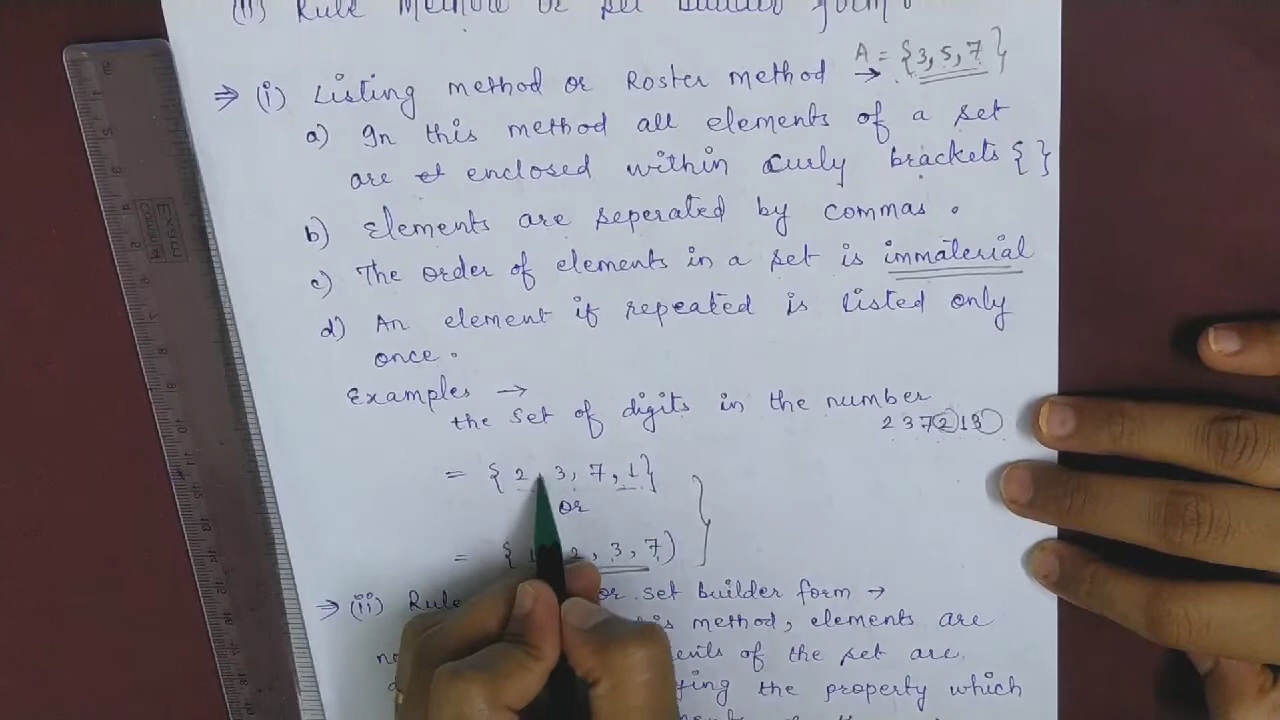 (ii) Rule Method or set builder form :
A = {3, 5, 7}
⇒ (i) Listing method or Roster method →
a) In this method all elements of a set
are enclosed within curly brackets { }
b) Elements are seperated by commas .
c) The order of elements in a set is immaterial
d) An element if repeated is listed only
once .
Examples →
the set of digits in the number
2 3 7 2 1 3
= { 2, 3, 7, 1}
or
= { 1, 2, 3, 7}
⇒ (ii) Rule or set builder form →
this method, elements are
of the set are
the property which